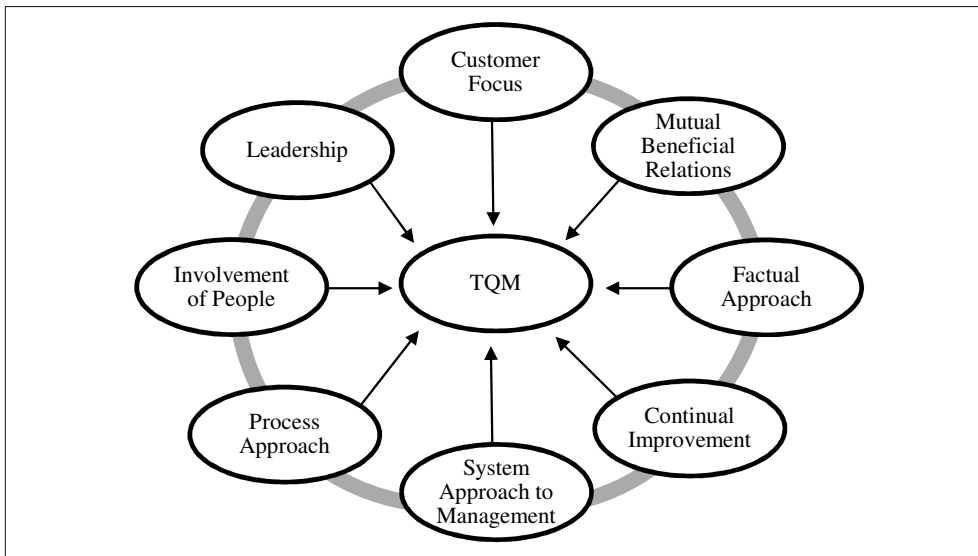 Customer
Focus
Mutual
Beneficial
Relations
Leadership
Involvement
of People
TQM
Factual
Approach
Process
Approach
System
Approach to
Management
Continual
Improvement